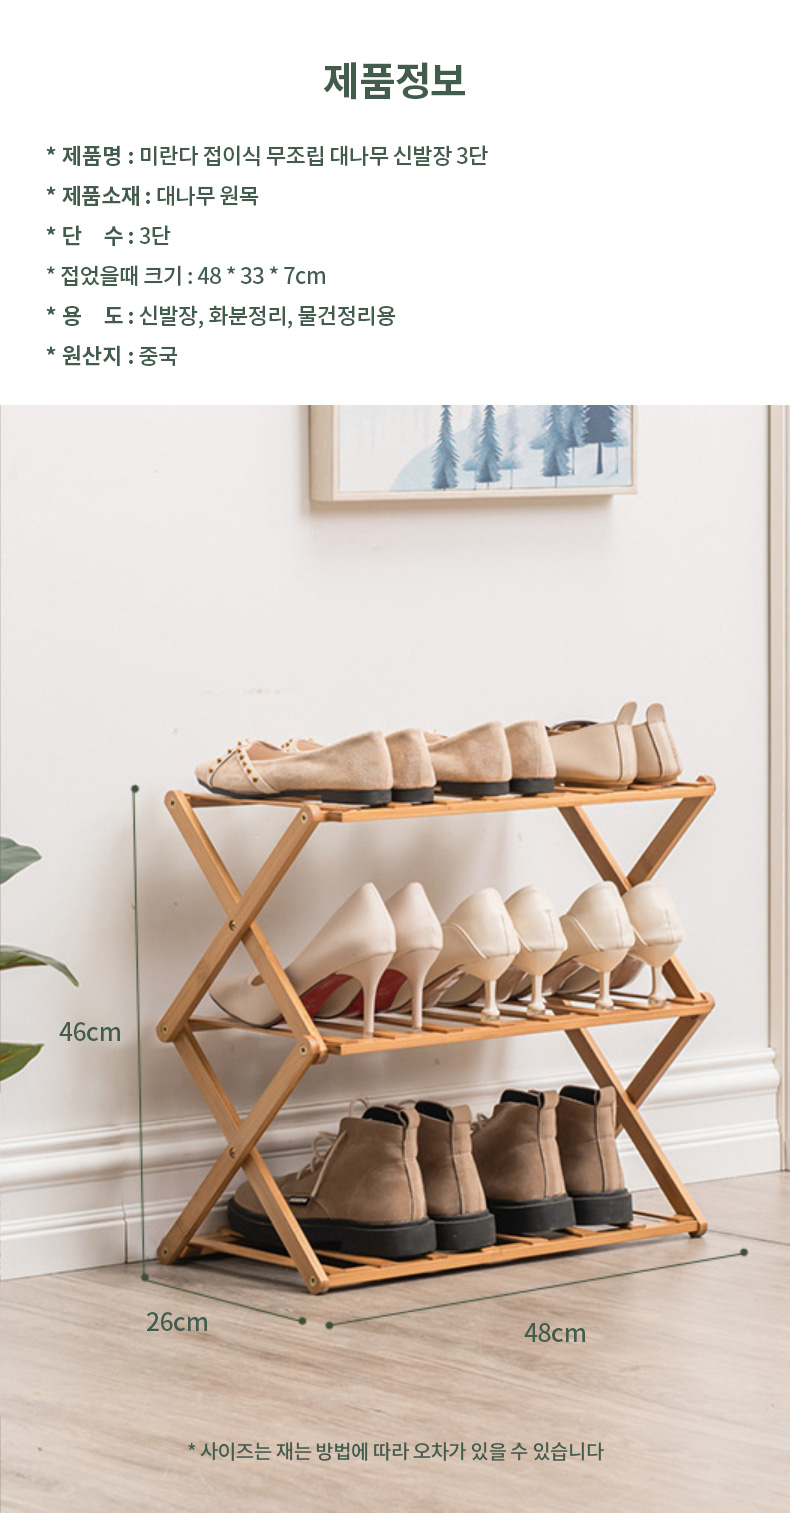 제품정보
* 제품명 : 미란다 접이식 무조립 대나무 신발장 3단
* 제품소재 : 대나무 원목
* 단 수 : 3단
* 접었을때 크기 : 48 * 33 * 7cm
* 용 도 : 신발장, 화분정리, 물건정리용
* 원산지 : 중국
46cm
26cm
48cm
* 사이즈는 재는 방법에 따라 오차가 있을 수 있습니다